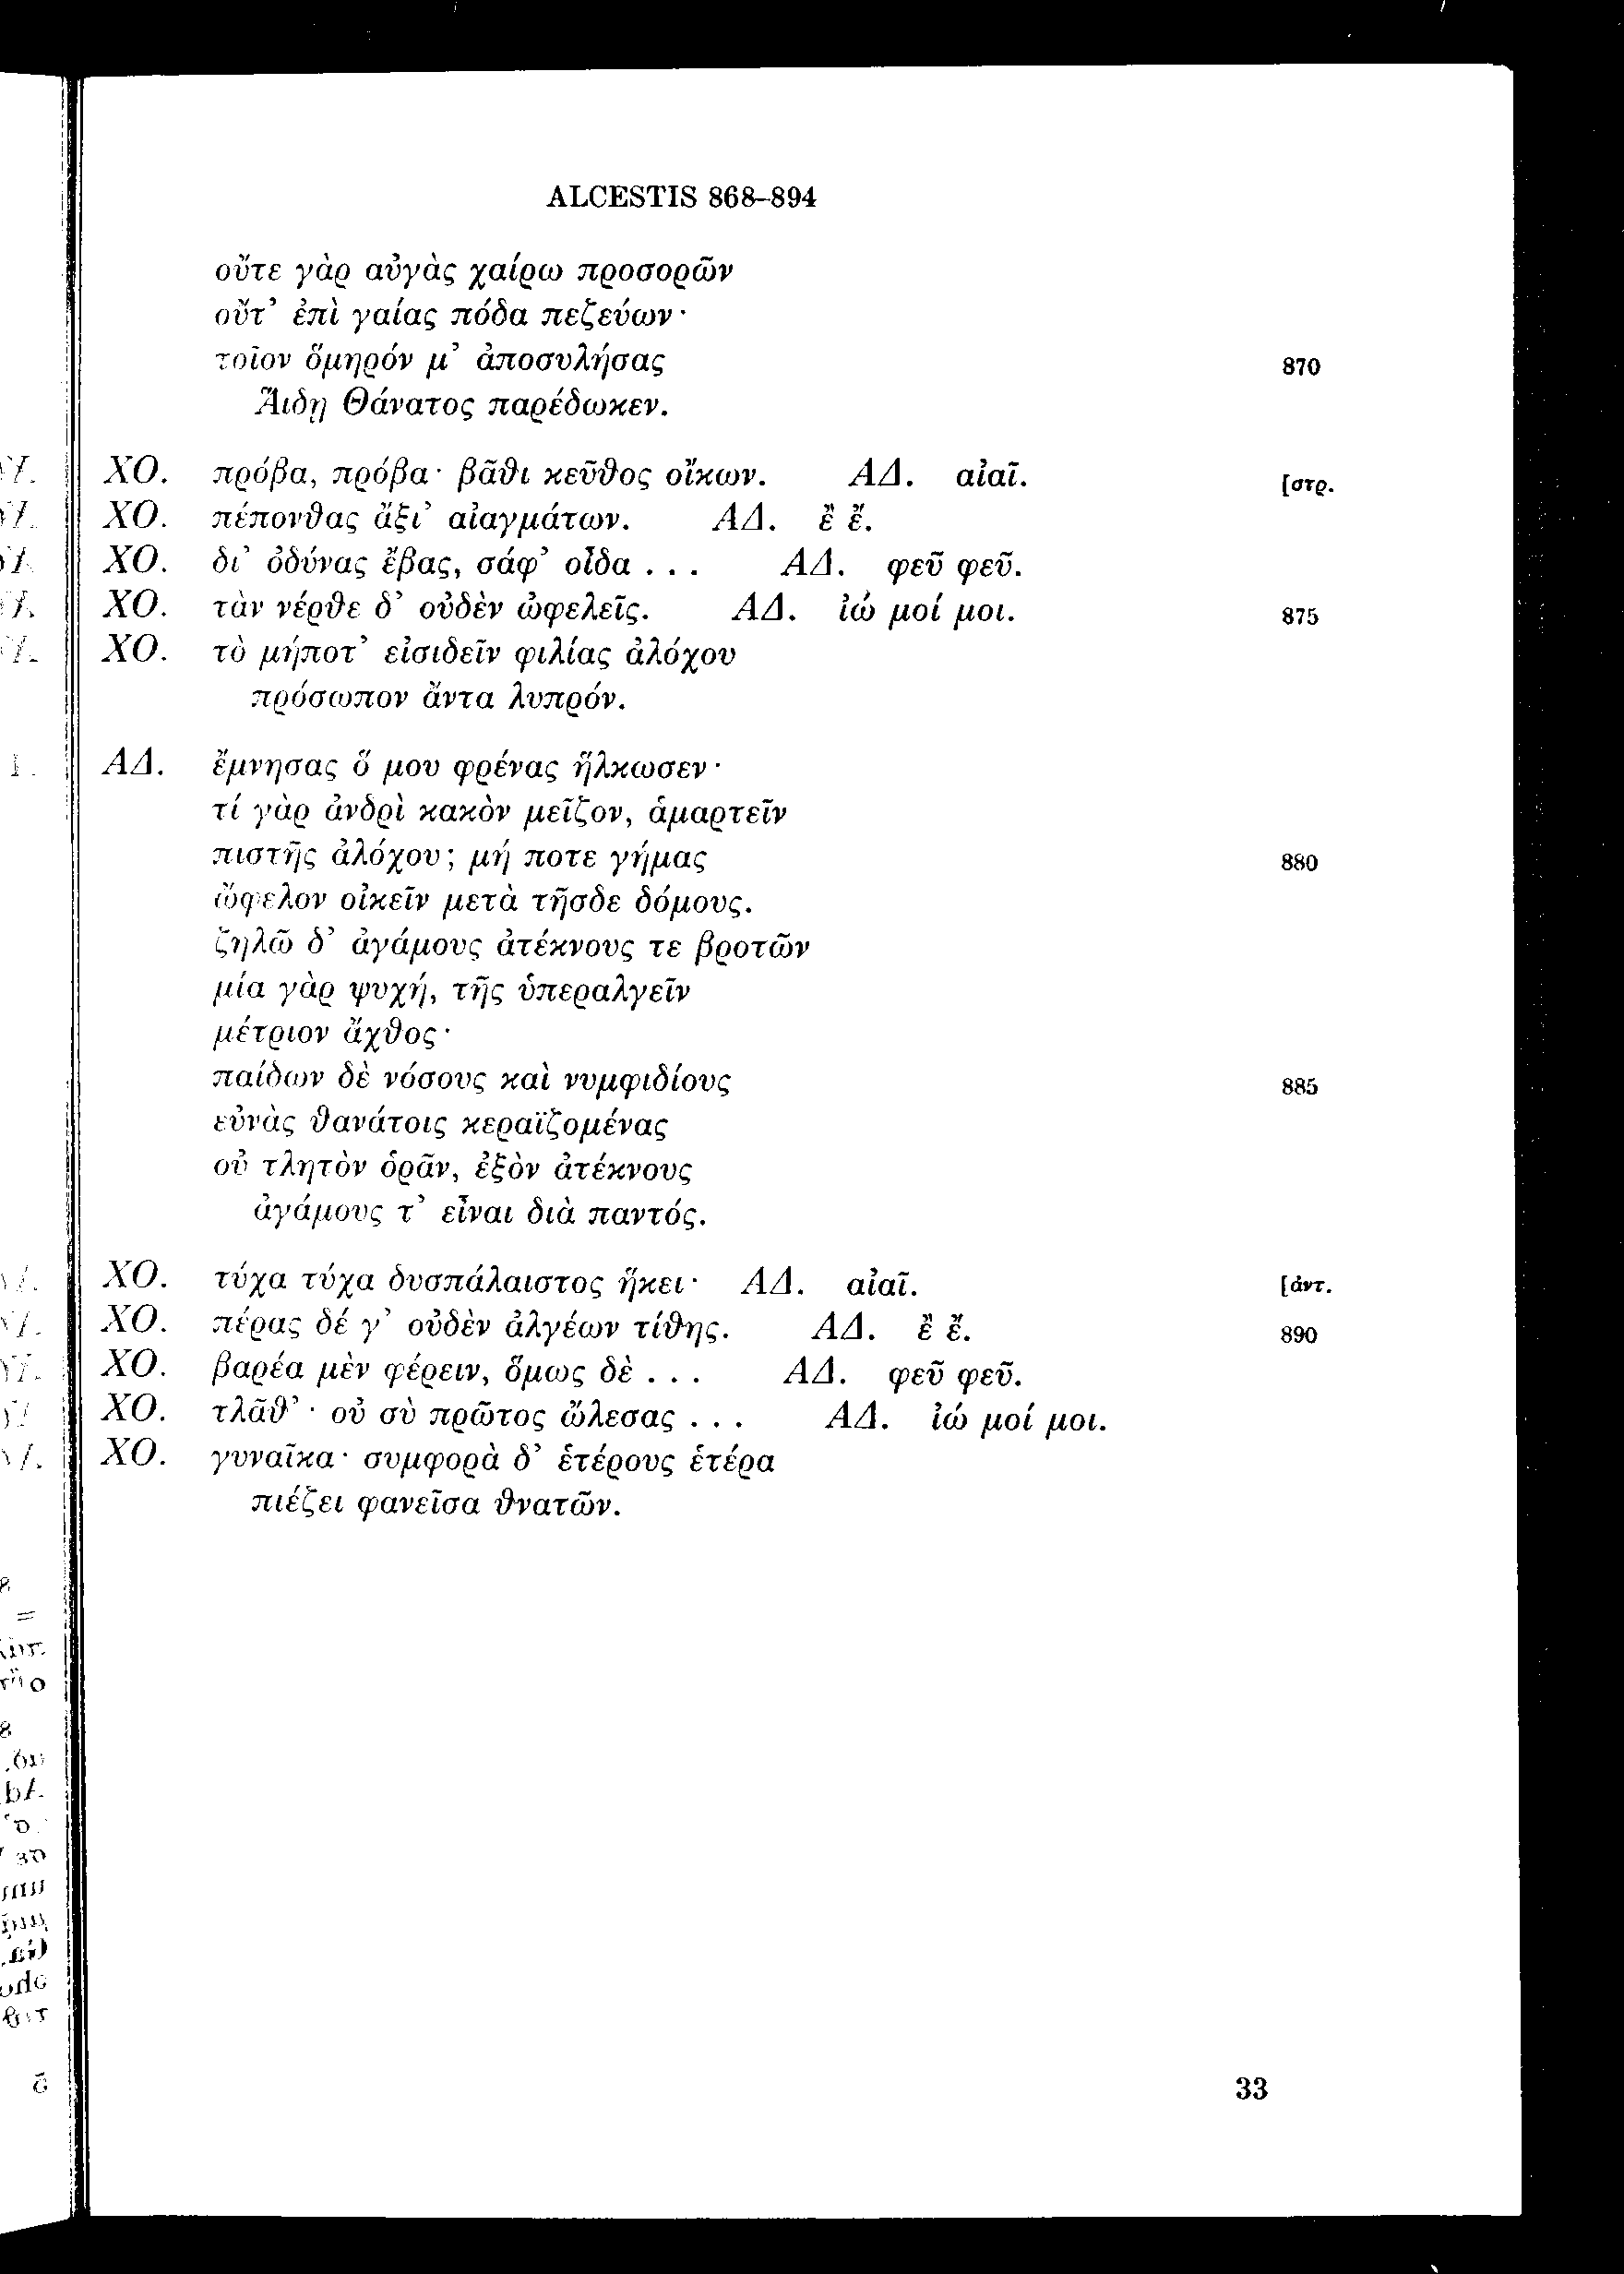 ALCESTIS 868–894
οὔτε γὰρ αὐγὰς χαίρω προσορῶν
οὔτ’ ἐπὶ γαίας πόδα πεζεύων·
τοῖον ὅμηρόν μ’ ἀποσυλήσας 870
Ἅιδῃ Θάνατος παρέδωκεν.
ΧΟ. πρόβα, πρόβα· βᾶθι κεῦθος οἴκων. ΑΔ. αἰαῖ. [στρ.
ΧΟ. πέπονθας ἄξι’ αἰαγμάτων. ΑΔ. ἒ ἔ.
ΧΟ. δι’ ὀδύνας ἔβας, σάφ’ οἶδα . . . ΑΔ. φεῦ φεῦ.
ΧΟ. τὰν νέρθε δ’ οὐδὲν ὠφελεῖς. ΑΔ. ἰώ μοί μοι. 875
ΧΟ. τὸ μήποτ’ εἰσιδεῖν φιλίας ἀλόχου
πρόσωπον ἄντα λυπρόν.
ΑΔ. ἔμνησας ὅ μου φρένας ἥλκωσεν·
τί γὰρ ἀνδρὶ κακὸν μεῖζον, ἁμαρτεῖν
πιστῆς ἀλόχου; μή ποτε γήμας 880
ὤφελον οἰκεῖν μετὰ τῆσδε δόμους.
ζηλῶ δ’ ἀγάμους ἀτέκνους τε βροτῶν
μία γὰρ ψυχή, τῆς ὑπεραλγεῖν
μέτριον ἄχθος·
παίδων δὲ νόσους καὶ νυμφιδίους 885
εὐνὰς θανάτοις κεραϊζομένας
οὐ τλητὸν ὁρᾶν, ἐξὸν ἀτέκνους
ἀγάμους τ’ εἶναι διὰ παντός.
ΧΟ. τύχα τύχα δυσπάλαιστος ἥκει· ΑΔ. αἰαῖ. [ἀντ.
ΧΟ. πέρας δέ γ’ οὐδὲν ἀλγέων τίθης. ΑΔ. ἒ ἔ. 890
ΧΟ. βαρέα μὲν φέρειν, ὅμως δὲ . . . ΑΔ. φεῦ φεῦ.
ΧΟ. τλᾶθ’· οὐ σὺ πρῶτος ὤλεσας . . . ΑΔ. ἰώ μοί μοι.
ΧΟ. γυναῖκα· συμφορὰ δ’ ἑτέρους ἑτέρα
πιέζει φανεῖσα θνατῶν.
33